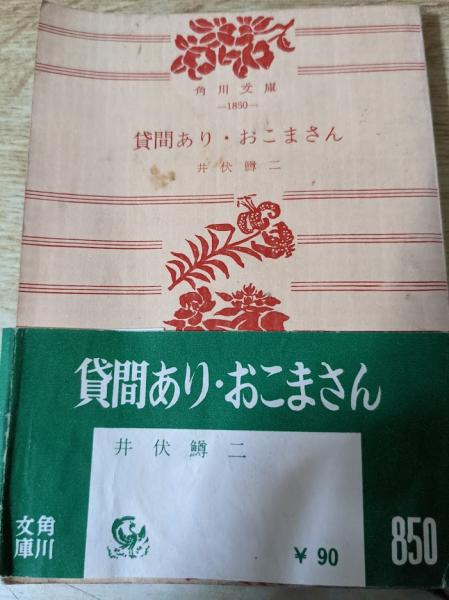 角川文庫
—1850—
貸間あり・おこまさん
井伏鱒二
貸間あり・おこまさん
井伏鱒二
角川文庫
¥90
850